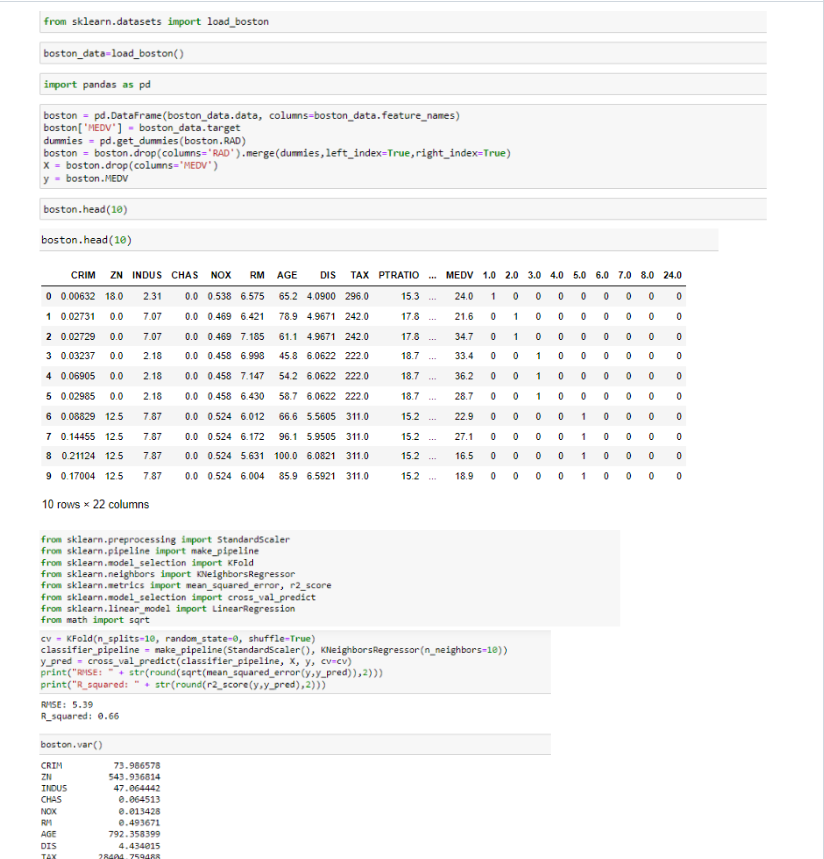 from sklearn.datasets import load_boston
boston_data=load_boston()
import pandas as pd
boston = pd.DataFrame(boston_data.data, columns=boston_data.feature_names)
boston['MEDV'] = boston_data.target
dummies = pd.get_dummies(boston.RAD)
boston = boston.drop(columns='RAD').merge(dummies,left_index=True,right_index=True)
X = boston.drop(columns='MEDV')
y = boston.MEDV
boston.head(10)
boston.head(10)
CRIM ZN INDUS CHAS NOX RM AGE DIS TAX PTRATIO ... MEDV 1.0 2.0 3.0 4.0 5.0 6.0 7.0 8.0 24.0
0 0.00632 18.0 2.31 0.0 0.538 6.575 65.2 4.0900 296.0 15.3 ... 24.0 1 0 0 0 0 0 0 0 0
1 0.02731 0.0 7.07 0.0 0.469 6.421 78.9 4.9671 242.0 17.8 ... 21.6 0 1 0 0 0 0 0 0 0
2 0.02729 0.0 7.07 0.0 0.469 7.185 61.1 4.9671 242.0 17.8 ... 34.7 0 1 0 0 0 0 0 0 0
3 0.03237 0.0 2.18 0.0 0.458 6.998 45.8 6.0622 222.0 18.7 ... 33.4 0 0 1 0 0 0 0 0 0
4 0.06905 0.0 2.18 0.0 0.458 7.147 54.2 6.0622 222.0 18.7 ... 36.2 0 0 1 0 0 0 0 0 0
5 0.02985 0.0 2.18 0.0 0.458 6.430 58.7 6.0622 222.0 18.7 ... 28.7 0 0 1 0 0 0 0 0 0
6 0.08829 12.5 7.87 0.0 0.524 6.012 66.6 5.5605 311.0 15.2 ... 22.9 0 0 0 0 1 0 0 0 0
7 0.14455 12.5 7.87 0.0 0.524 6.172 96.1 5.9505 311.0 15.2 ... 27.1 0 0 0 0 1 0 0 0 0
8 0.21124 12.5 7.87 0.0 0.524 5.631 100.0 6.0821 311.0 15.2 ... 16.5 0 0 0 0 1 0 0 0 0
9 0.17004 12.5 7.87 0.0 0.524 6.004 85.9 6.5921 311.0 15.2 ... 18.9 0 0 0 0 1 0 0 0 0
10 rows × 22 columns
from sklearn.preprocessing import StandardScaler
from sklearn.pipeline import make_pipeline
from sklearn.model_selection import KFold
from sklearn.neighbors import KNeighborsRegressor
from sklearn.metrics import mean_squared_error, r2_score
from sklearn.model_selection import cross_val_predict
from sklearn.linear_model import LinearRegression
from math import sqrt
cv = KFold(n_splits=10, random_state=0, shuffle=True)
classifier_pipeline = make_pipeline(StandardScaler(), KNeighborsRegressor(n_neighbors=10))
y_pred = cross_val_predict(classifier_pipeline, X, y, cv=cv)
print("RMSE: " + str(round(sqrt(mean_squared_error(y,y_pred)),2)))
print("R_squared: " + str(round(r2_score(y,y_pred),2)))
RMSE: 5.39
R_squared: 0.66
boston.var()
CRIM 73.986578
ZN 543.936814
INDUS 47.064442
CHAS 0.064513
NOX 0.013428
RM 0.493671
AGE 792.358399
DIS 4.434015
TAX 28404.759488